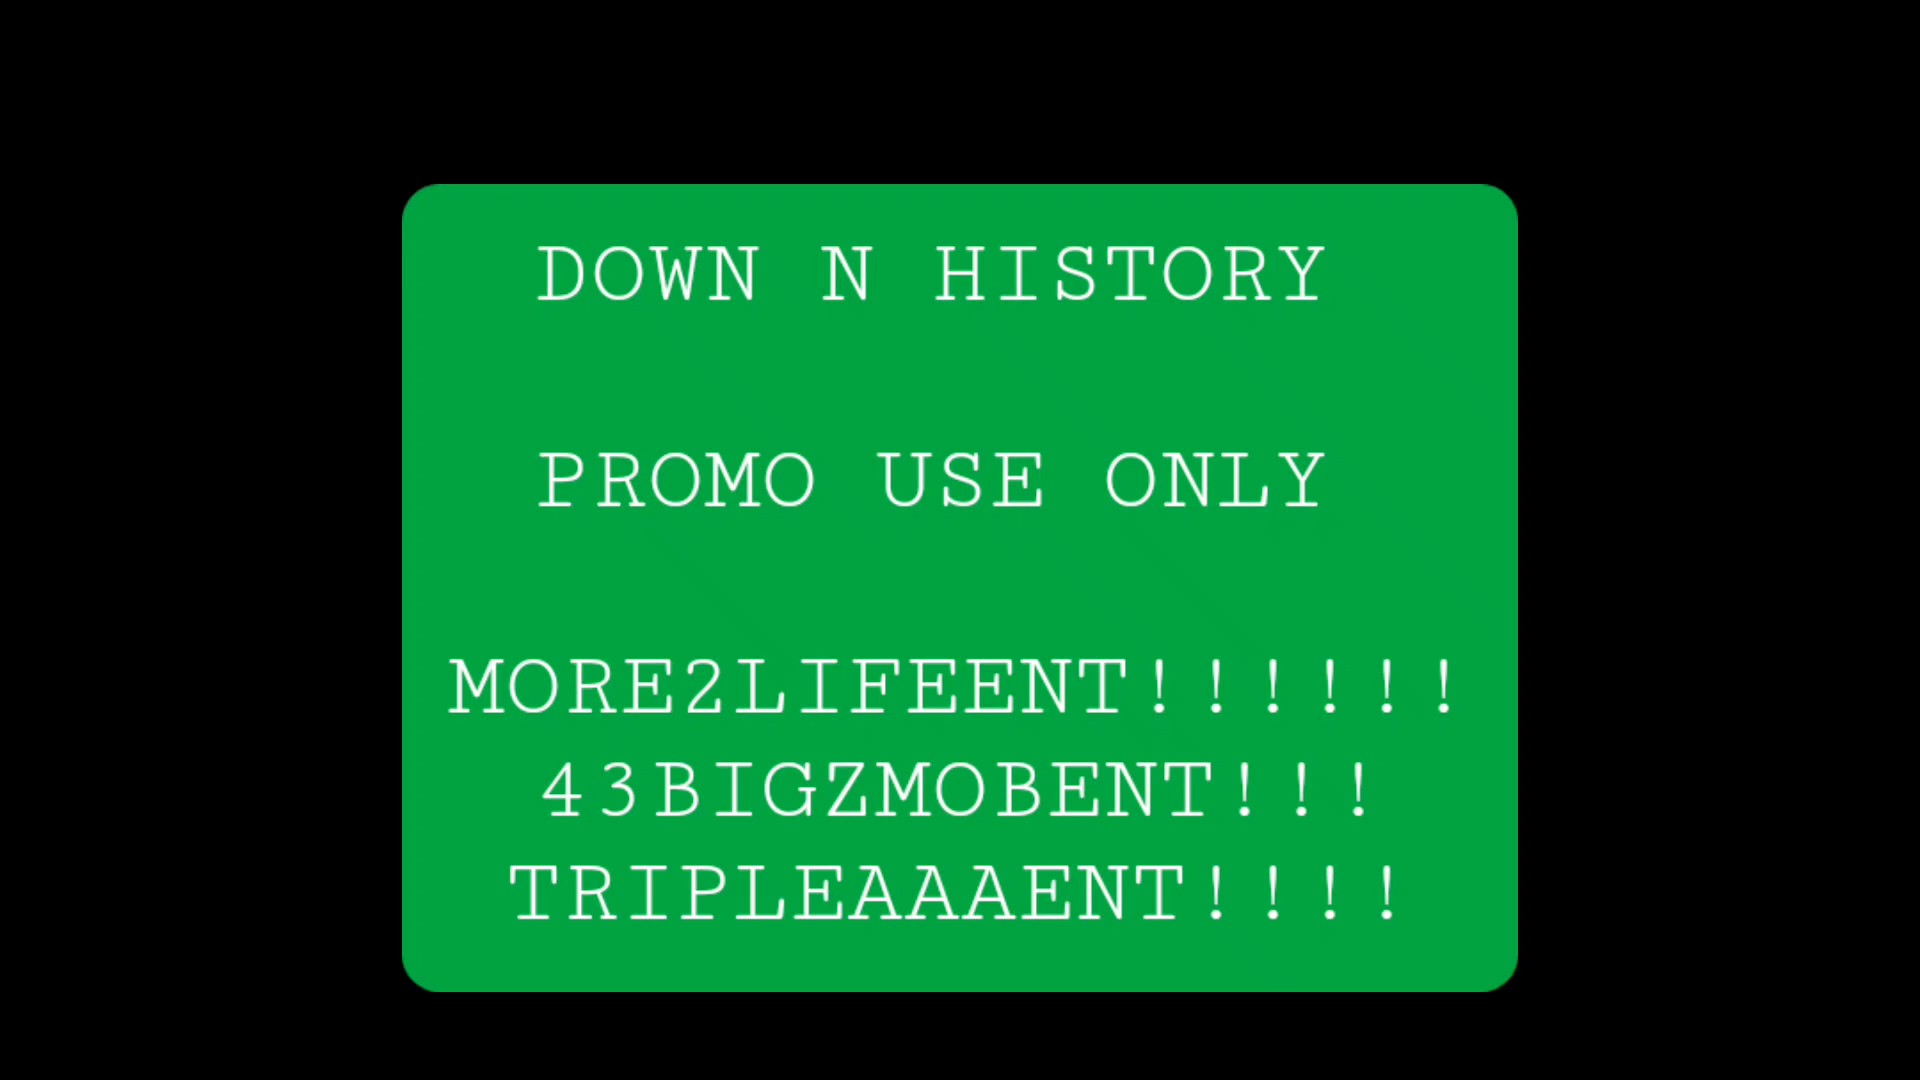 DOWN N HISTORY
PROMO USE ONLY
MORE2LIFEENT!!!!!!
43BIGZMOBENT!!!
TRIPLEAAAENT!!!!